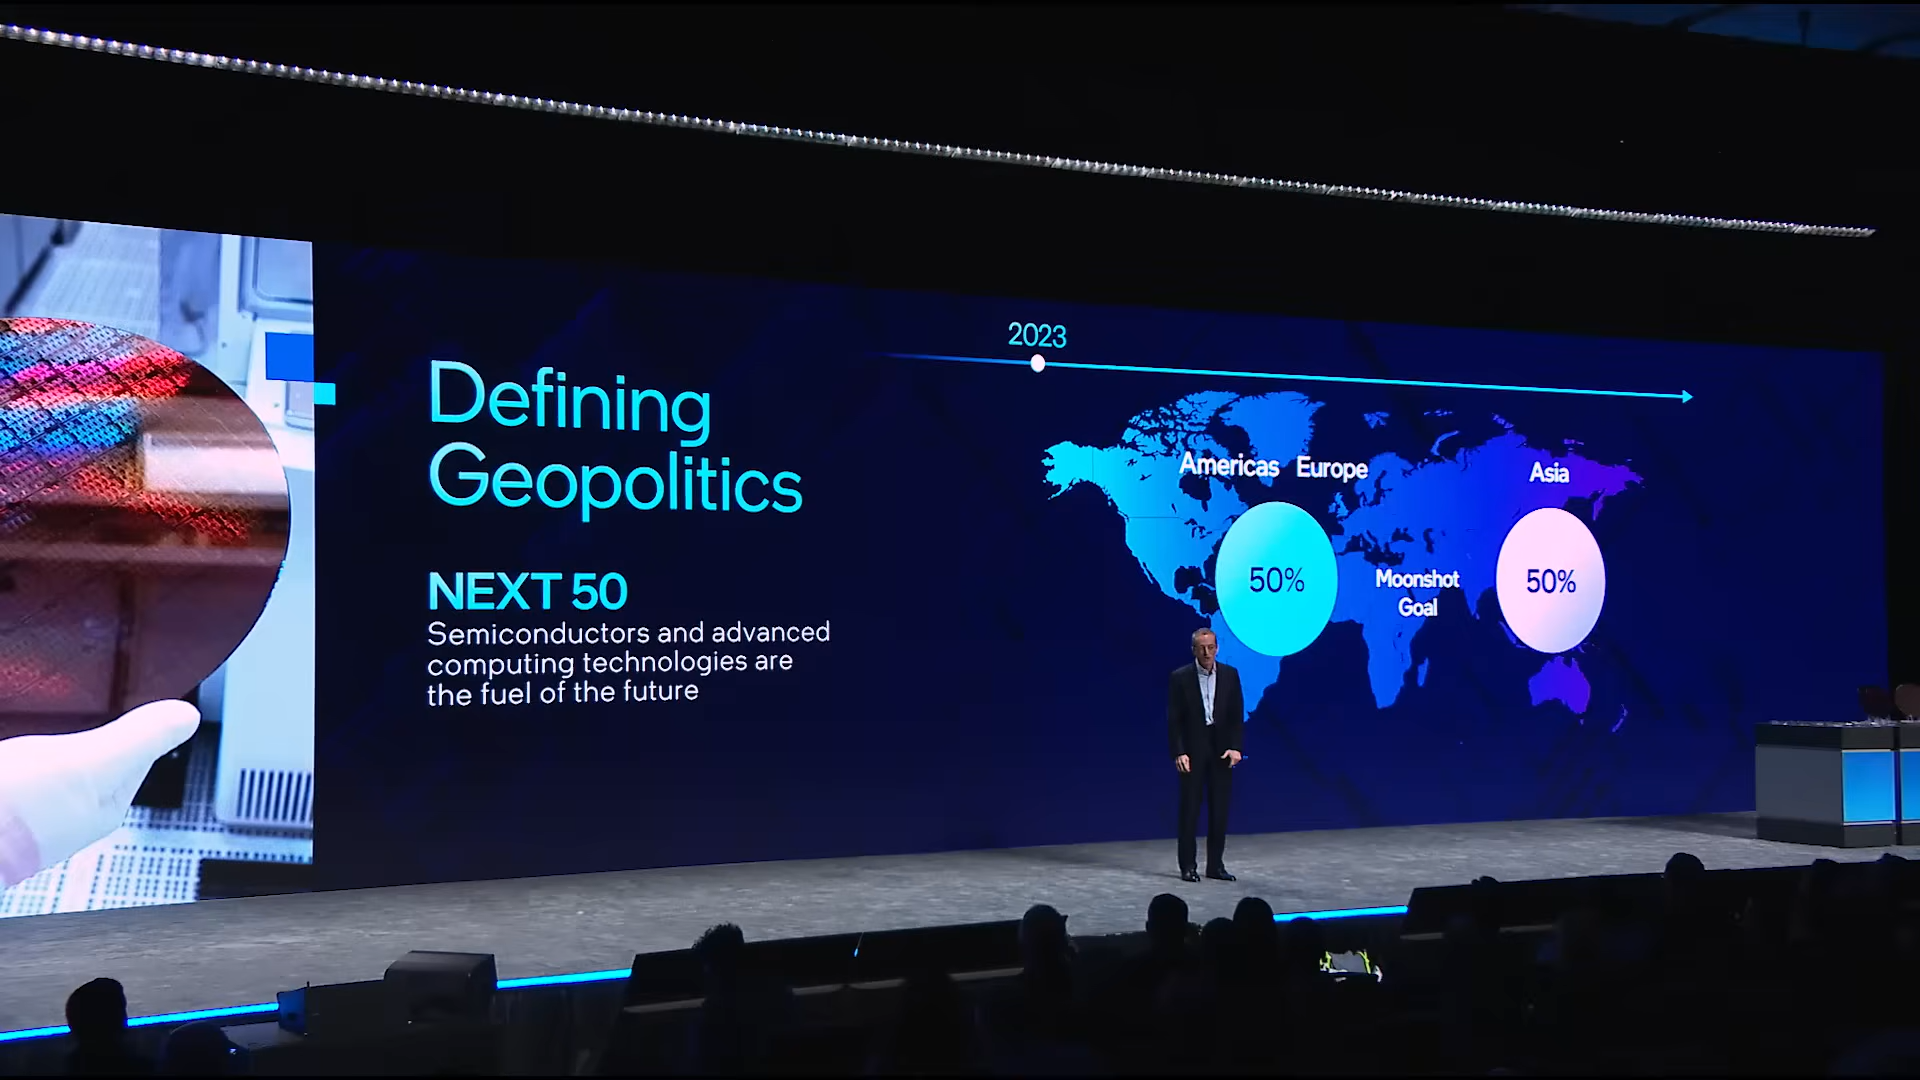 Defining
Geopolitics
NEXT 50
Semiconductors and advanced
computing technologies are
the fuel of the future
2023
Americas
Europe
Asia
50%
Moonshot
Goal
50%